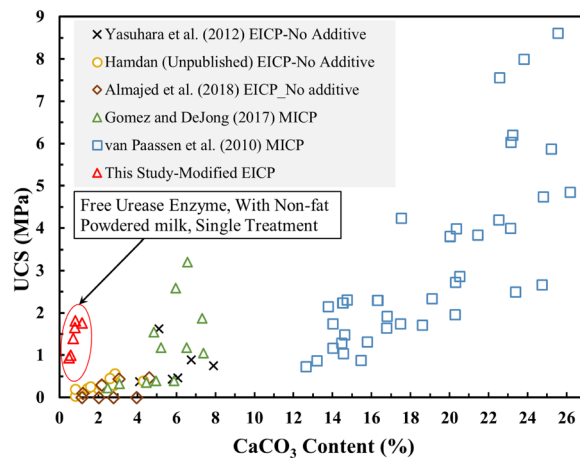 9
8
7
6
5
4
3
2
1
0
UCS (MPa)
Yasuhara et al. (2012) EICP-No Additive
Hamdan (Unpublished) EICP-No Additive
Almajed et al. (2018) EICP_No additive
Gomez and DeJong (2017) MICP
van Paassen et al. (2010) MICP
This Study-Modified EICP
Free Urease Enzyme, With Non-fat
Powdered milk, Single Treatment
0 2 4 6 8 10 12 14 16 18 20 22 24 26
CaCO3 Content (%)